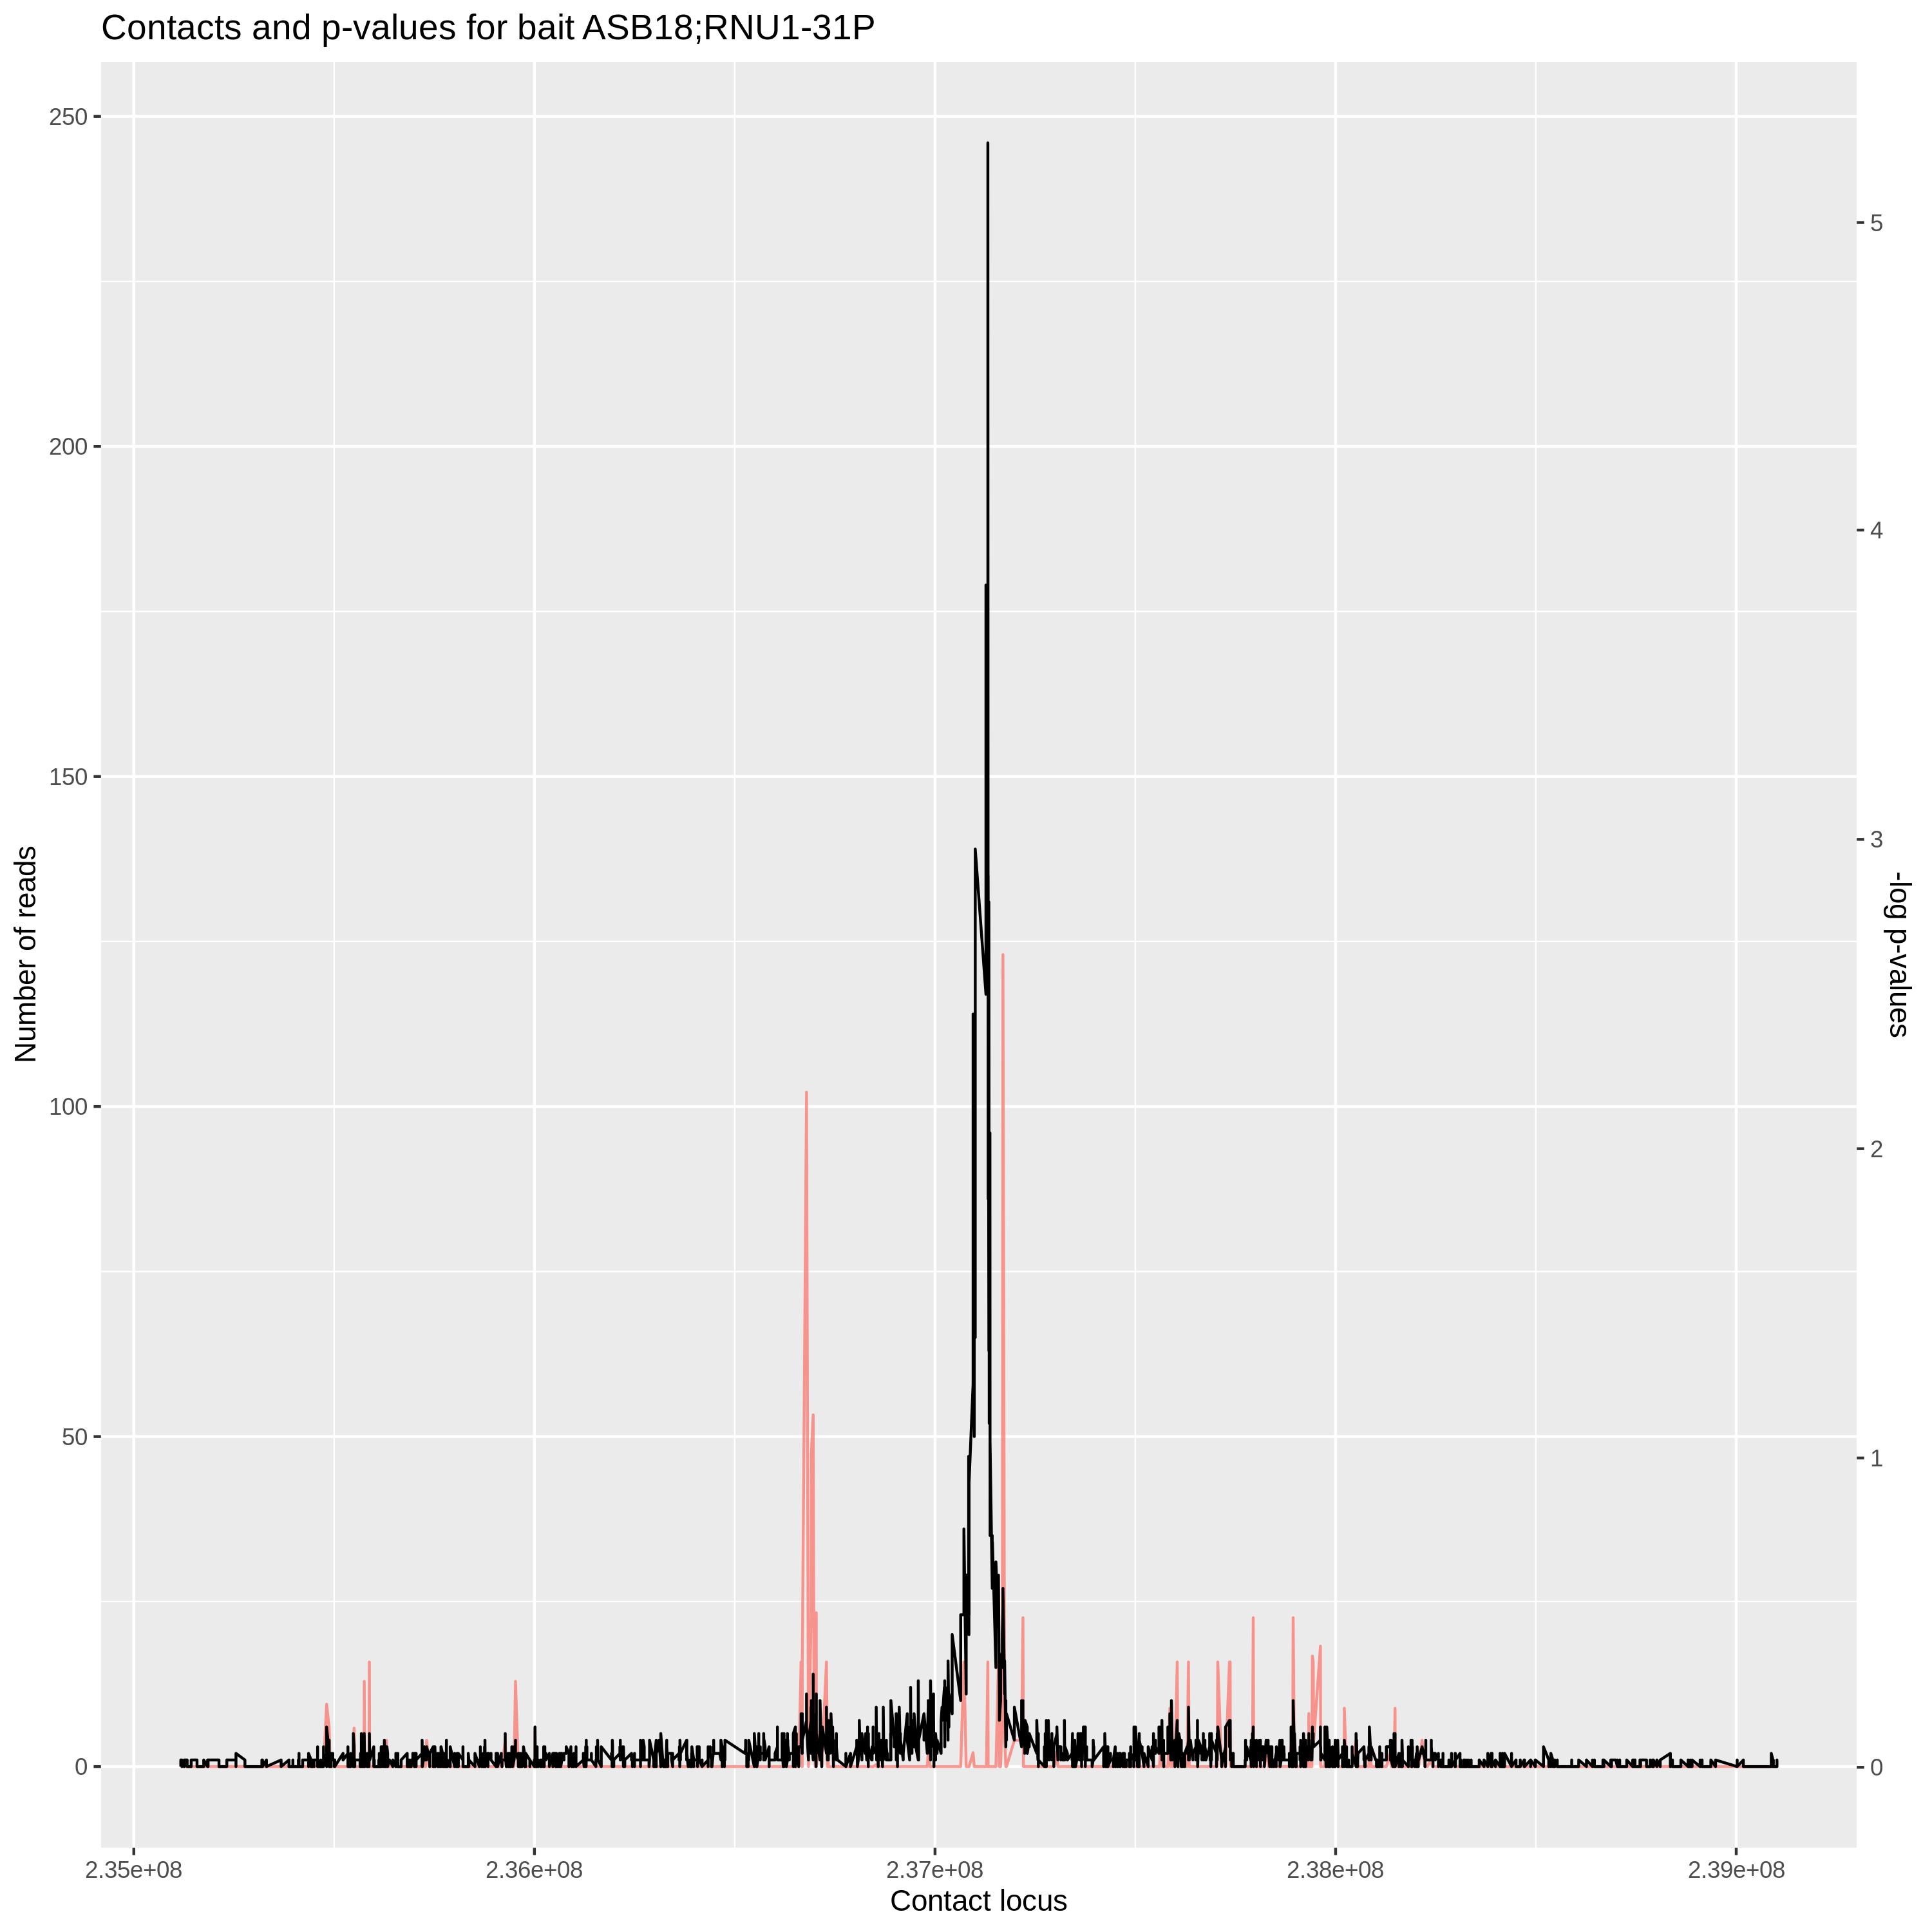 Contacts and p-values for bait ASB18;RNU1-31P
250
200
150
100
50
0
Number of reads
5
4
3
2
1
0
-log p-values
2.35e+08
2.36e+08
2.37e+08
2.38e+08
2.39e+08
Contact locus